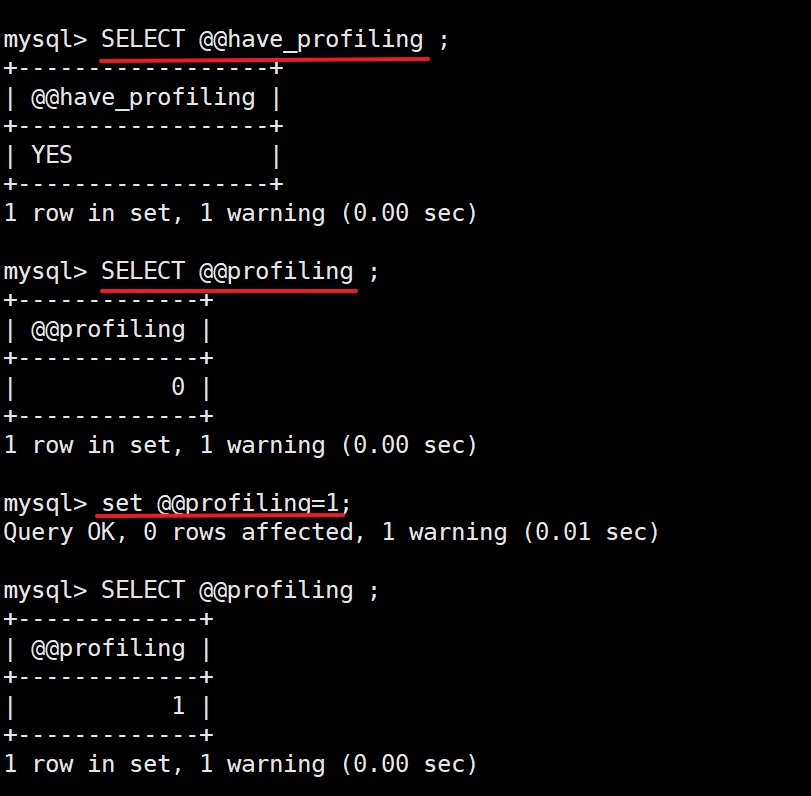 mysql> SELECT @@have_profiling ;
+------------------+
| @@have_profiling |
+------------------+
| YES              |
+------------------+
1 row in set, 1 warning (0.00 sec)
mysql> SELECT @@profiling ;
+-------------+
| @@profiling |
+-------------+
|           0 |
+-------------+
1 row in set, 1 warning (0.00 sec)
mysql> set @@profiling=1;
Query OK, 0 rows affected, 1 warning (0.01 sec)
mysql> SELECT @@profiling ;
+-------------+
| @@profiling |
+-------------+
|           1 |
+-------------+
1 row in set, 1 warning (0.00 sec)